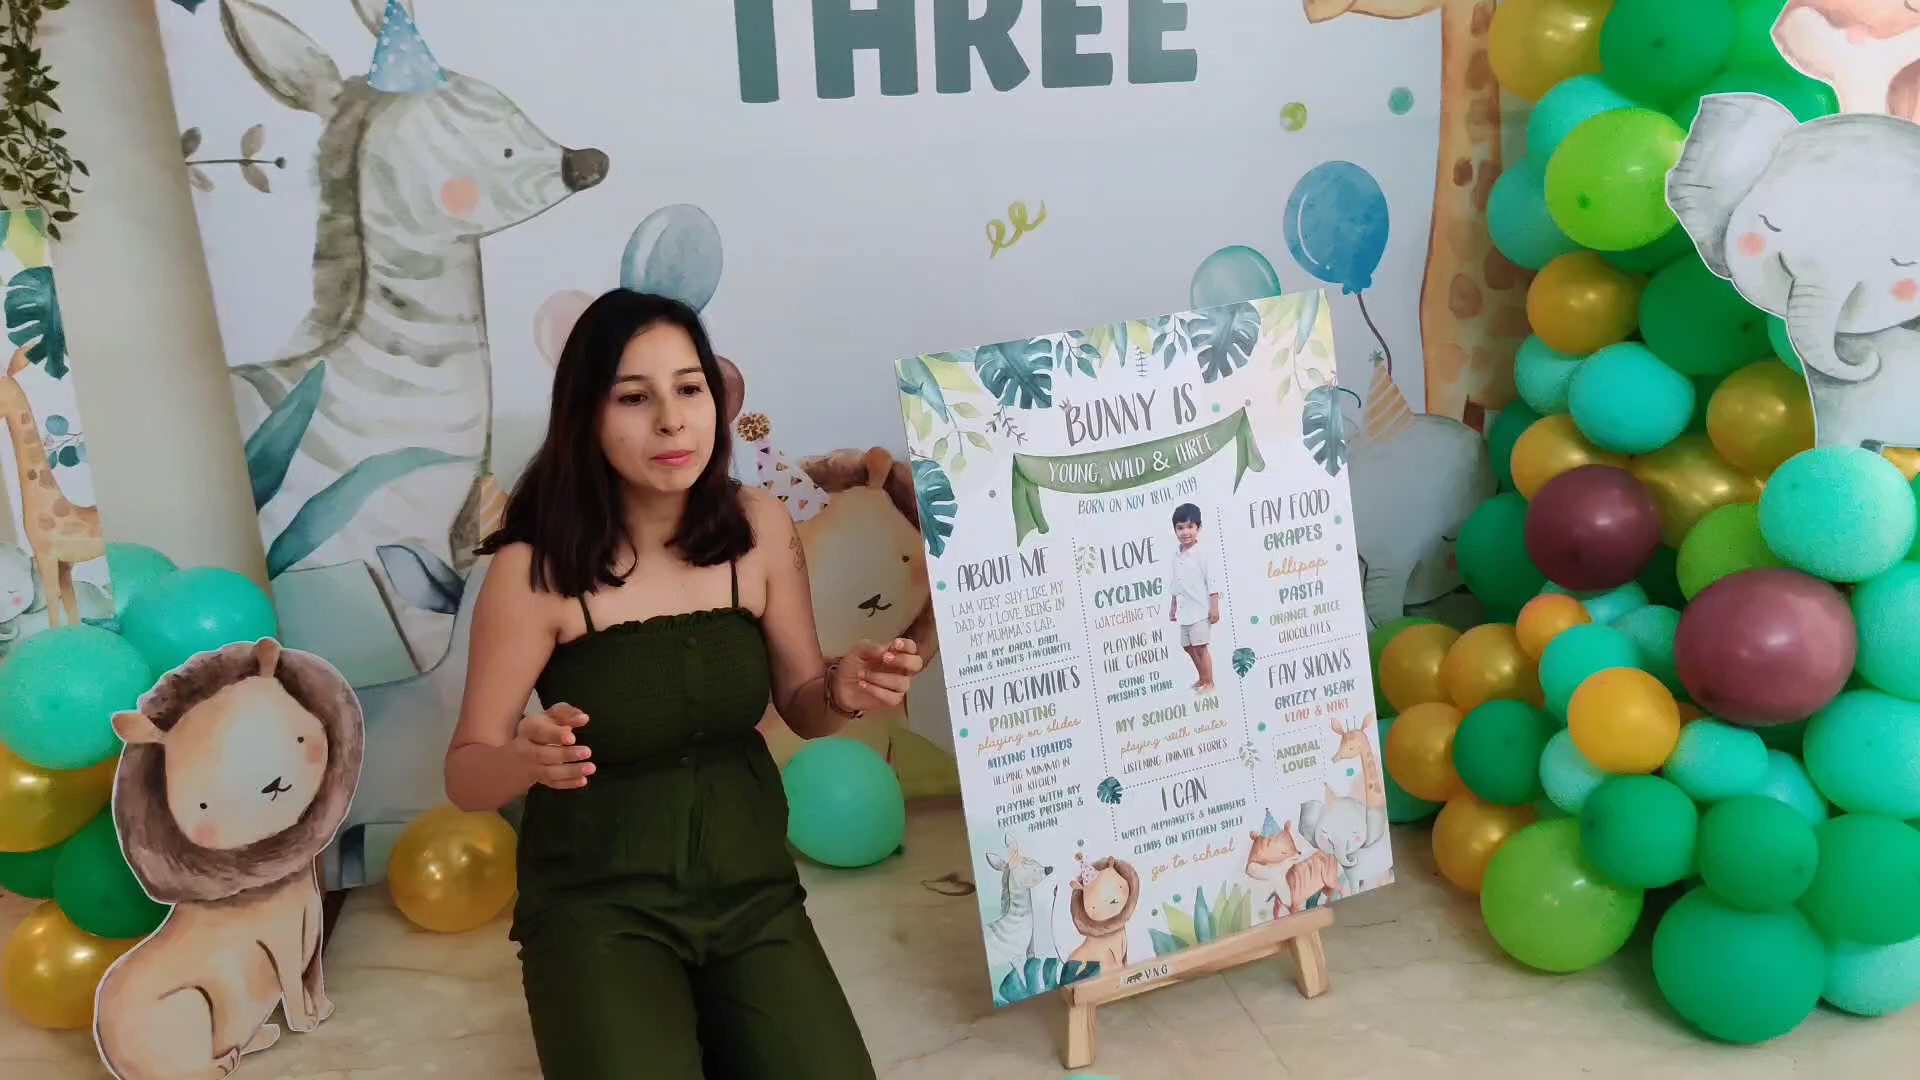 THREE
BUNNY IS
YOUNG, WILD & THREE
BORN ON NOV 18TH, 2019
ABOUT ME
I AM VERY SHY LIKE MY
DAD & I LOVE BEING IN
MY MUMMA'S LAP.
I AM MY DADU, DADI,
NANU & NANI'S FAVOURITE
FAV ACTIVITIES
PAINTING
playing on slides
MIXING LIQUIDS
HELPING MUMMA IN
THE KITCHEN
PLAYING WITH MY
FRIENDS PRISHA &
AAHAN
I LOVE
CYCLING
WATCHING TV
PLAYING IN
THE GARDEN
GOING TO
PRISHA'S HOME
MY SCHOOL VAN
playing with water
LISTENING ANIMAL STORIES
I CAN
WRITE ALPHABETS & NUMBERS
CLIMB ON KITCHEN SHELF
go to school
FAV FOOD
GRAPES
lollipop
PASTA
ORANGE JUICE
CHOCOLATES
FAV SHOWS
GRIZZY BEAR
VLAD & NIKI
ANIMAL
LOVER
V.N.G